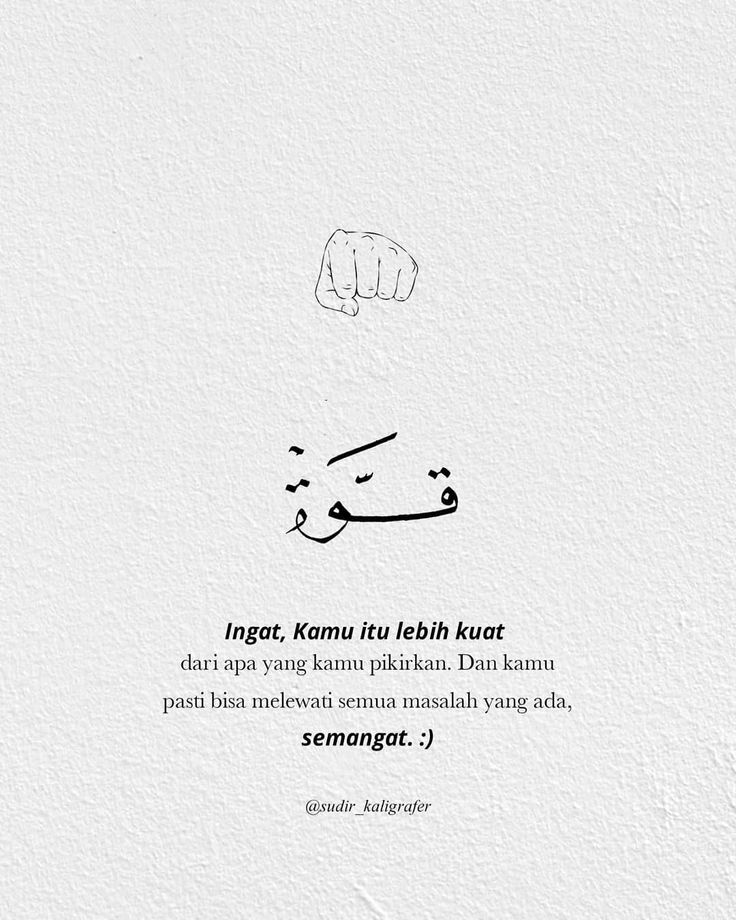 قوَّةْ
Ingat, Kamu itu lebih kuat
dari apa yang kamu pikirkan. Dan kamu
pasti bisa melewati semua masalah yang ada,
semangat. :)
@sudir_kaligrafer